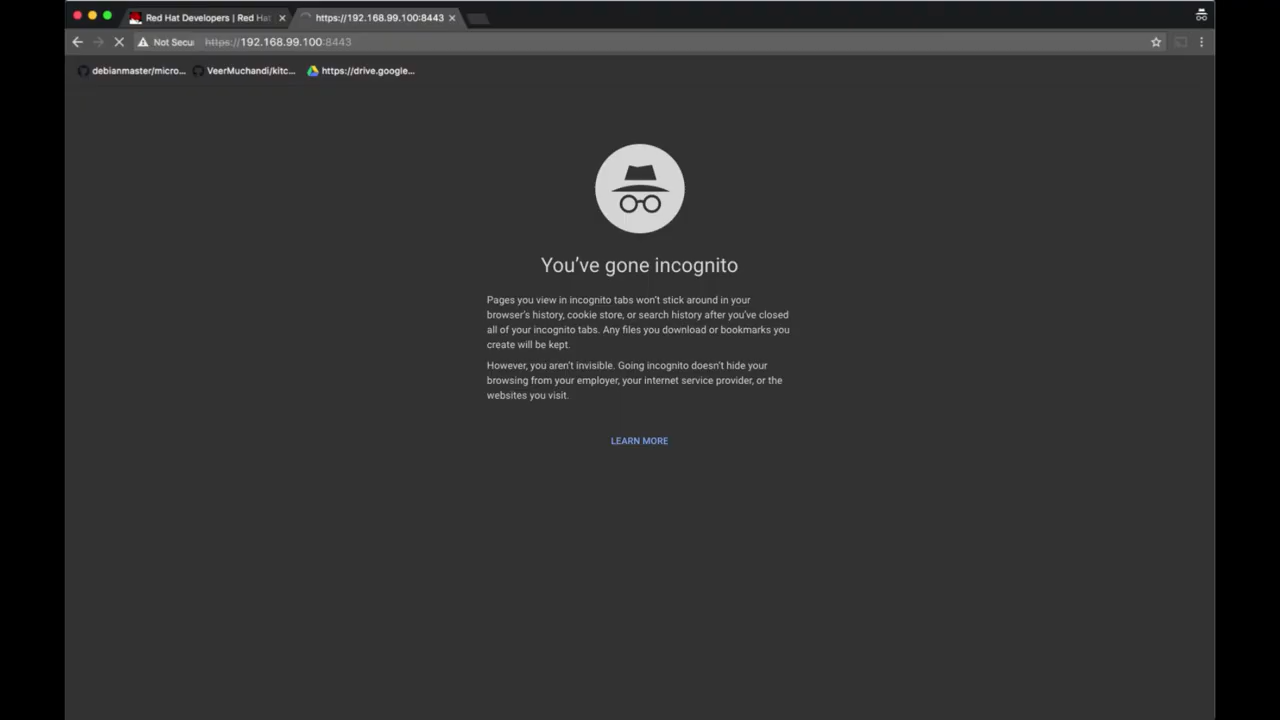 Red Hat Developers | Red Hat
https://192.168.99.100:8443
Not Secu https://192.168.99.100:8443
debianmaster/micro... VeerMuchandi/kitc... https://drive.google...
You've gone incognito
Pages you view in incognito tabs won't stick around in your
browser's history, cookie store, or search history after you've closed
all of your incognito tabs. Any files you download or bookmarks you
create will be kept.
However, you aren't invisible. Going incognito doesn't hide your
browsing from your employer, your internet service provider, or the
websites you visit.
LEARN MORE